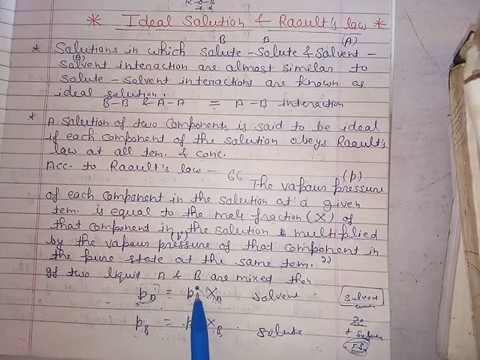 * Ideal Solution & Raoult's law *
B B (A)
* Solutions in which Solute-Solute & Solvent-
(A)
Solvent interaction are almost similar to
Solute-Solvent interactions are known as
ideal solution.
B-B & A-A = A-B interaction
* A solution of two components is said to be ideal
if each component of the solution obeys Raoult's
law at all tem. & conc.
(p)
Acc. to Raoult's law - 66 The vapour pressure
of each component in the solution at a given
tem. is equal to the mole fraction (X) of
that component in the solution & multiplied
by the vapour pressure of that component in
the pure state at the same tem. "
If two liquid A & B are mixed then
= Solvent
= Solute